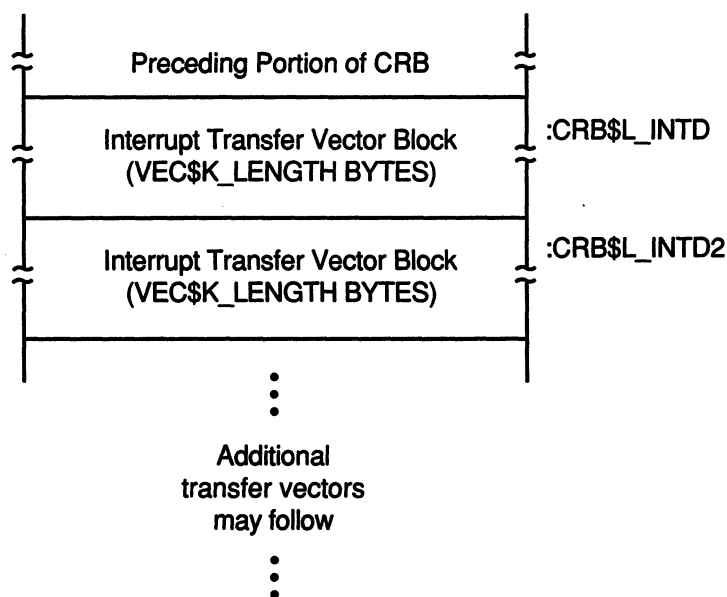 Preceding Portion of CRB
Interrupt Transfer Vector Block :CRB$L_INTD
(VEC$K_LENGTH BYTES)
Interrupt Transfer Vector Block :CRB$L_INTD2
(VEC$K_LENGTH BYTES)
Additional
transfer vectors
may follow